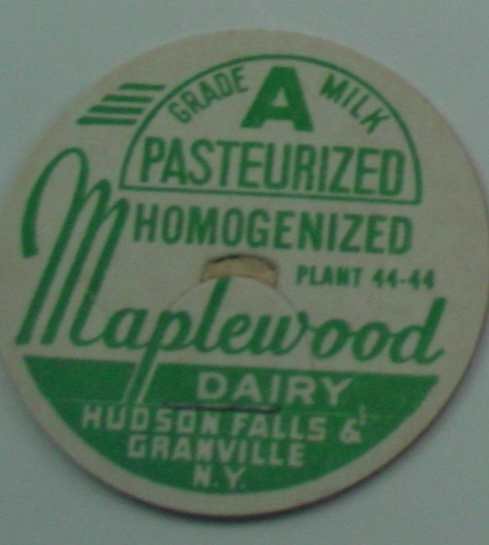 GRADE A MILK
PASTEURIZED
HOMOGENIZED
PLANT 44-44
Maplewood
DAIRY
HUDSON FALLS &
GRANVILLE
N.Y.